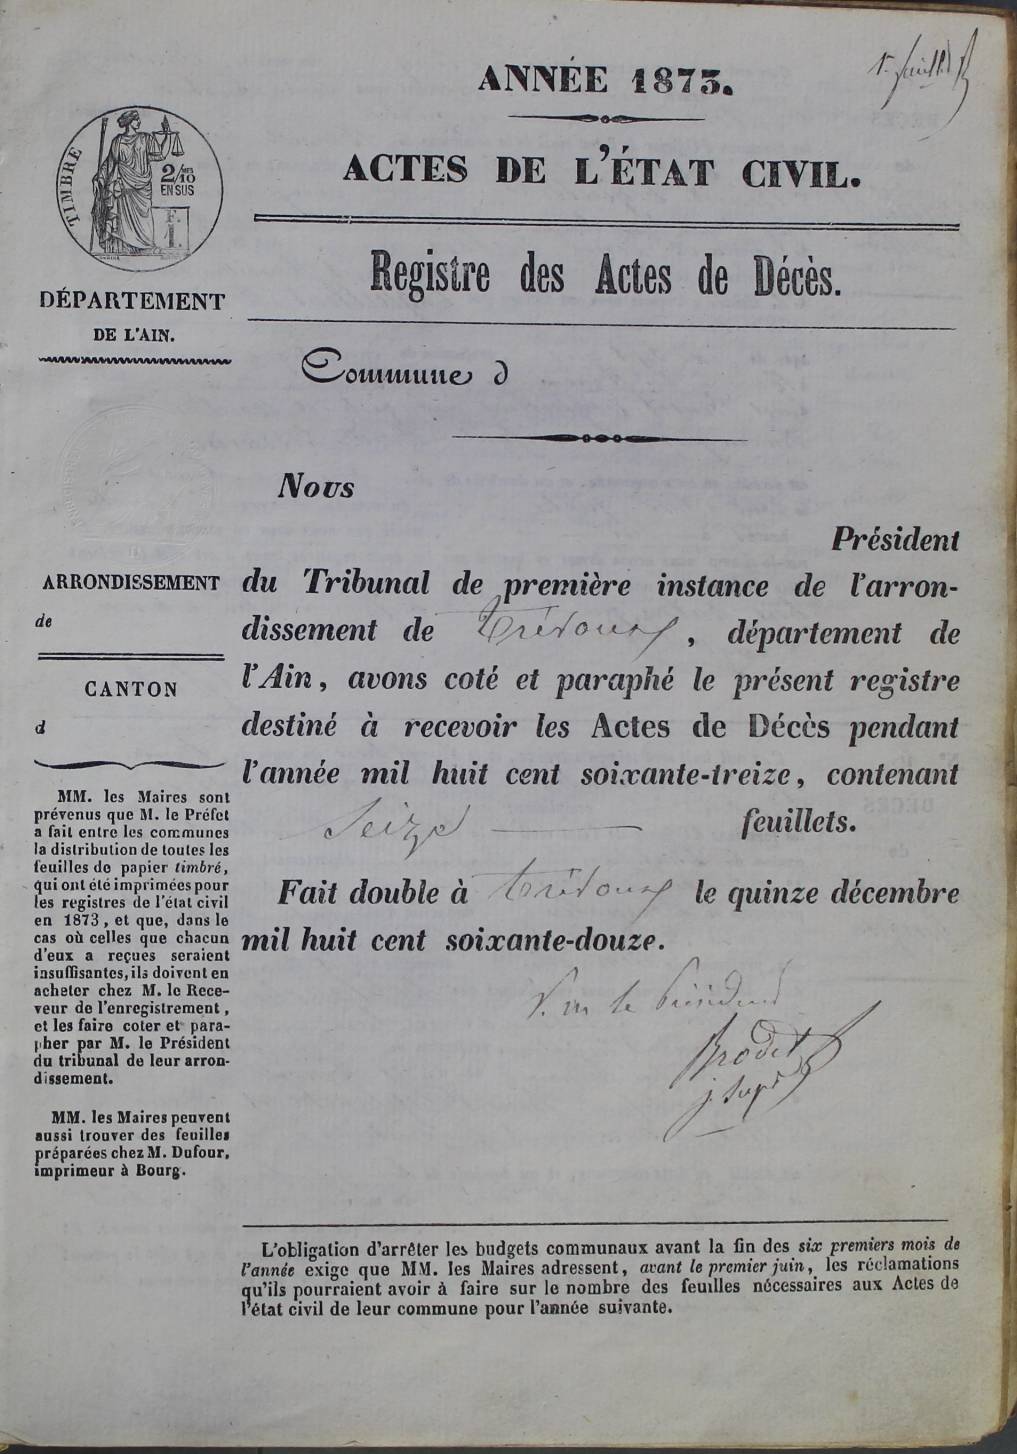 1er feuillet
ANNÉE 1873.
ACTES DE L'ÉTAT CIVIL.
TIMBRE
2/10
EN SUS
DÉPARTEMENT
DE L'AIN.
Registre des Actes de Décès.
Commune d
Nous
Président
du Tribunal de première instance de l'arron-
dissement de Trévoux, département de
l'Ain, avons coté et paraphé le présent registre
destiné à recevoir les Actes de Décès pendant
l'année mil huit cent soixante-treize, contenant
Seize feuillets.
Fait double à Trévoux le quinze décembre
mil huit cent soixante-douze.
P. m le Président
Brodet
j. sup
ARRONDISSEMENT
de
CANTON
d
MM. les Maires sont
prévenus que M. le Préfet
a fait entre les communes
la distribution de toutes les
feuilles de papier timbré,
qui ont été imprimées pour
les registres de l'état civil
en 1873, et que, dans le
cas où celles que chacun
d'eux a reçues seraient
insuffisantes, ils doivent en
acheter chez M. le Rece-
veur de l'enregistrement,
et les faire coter et para-
pher par M. le Président
du tribunal de leur arron-
dissement.
MM. les Maires peuvent
aussi trouver des feuilles
préparées chez M. Dufour,
imprimeur à Bourg.
L'obligation d'arrêter les budgets communaux avant la fin des six premiers mois de
l'année exige que MM. les Maires adressent, avant le premier juin, les réclamations
qu'ils pourraient avoir à faire sur le nombre des feuilles nécessaires aux Actes de
l'état civil de leur commune pour l'année suivante.